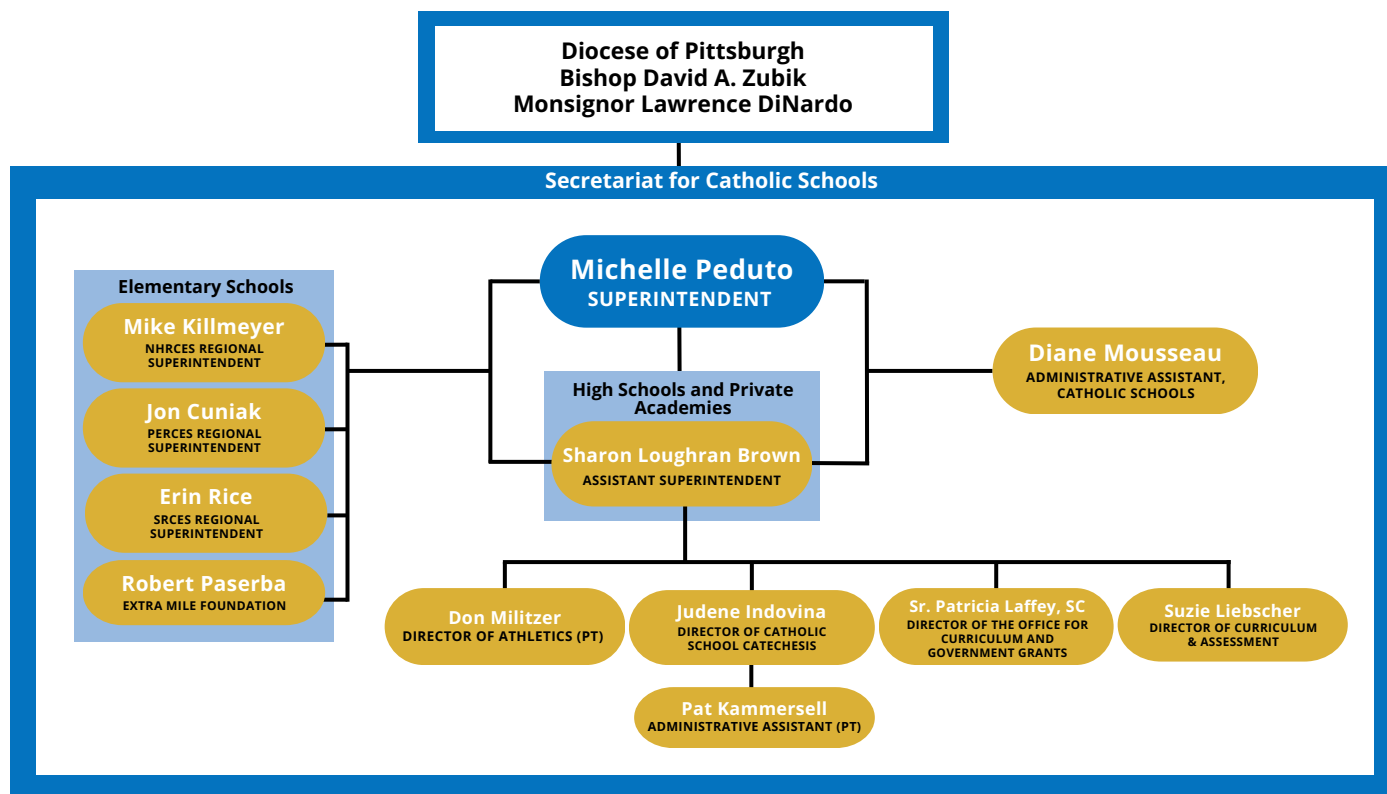 Diocese of Pittsburgh
Bishop David A. Zubik
Monsignor Lawrence DiNardo
Secretariat for Catholic Schools
Michelle Peduto
SUPERINTENDENT
Elementary Schools
Mike Killmeyer
NHRCES REGIONAL
SUPERINTENDENT
Jon Cuniak
PERCES REGIONAL
SUPERINTENDENT
Erin Rice
SRCES REGIONAL
SUPERINTENDENT
Robert Paserba
EXTRA MILE FOUNDATION
High Schools and Private
Academies
Sharon Loughran Brown
ASSISTANT SUPERINTENDENT
Diane Mousseau
ADMINISTRATIVE ASSISTANT,
CATHOLIC SCHOOLS
Don Militzer
DIRECTOR OF ATHLETICS (PT)
Judene Indovina
DIRECTOR OF CATHOLIC
SCHOOL CATECHESIS
Sr. Patricia Laffey, SC
DIRECTOR OF THE OFFICE FOR
CURRICULUM AND
GOVERNMENT GRANTS
Suzie Liebscher
DIRECTOR OF CURRICULUM
& ASSESSMENT
Pat Kammersell
ADMINISTRATIVE ASSISTANT (PT)